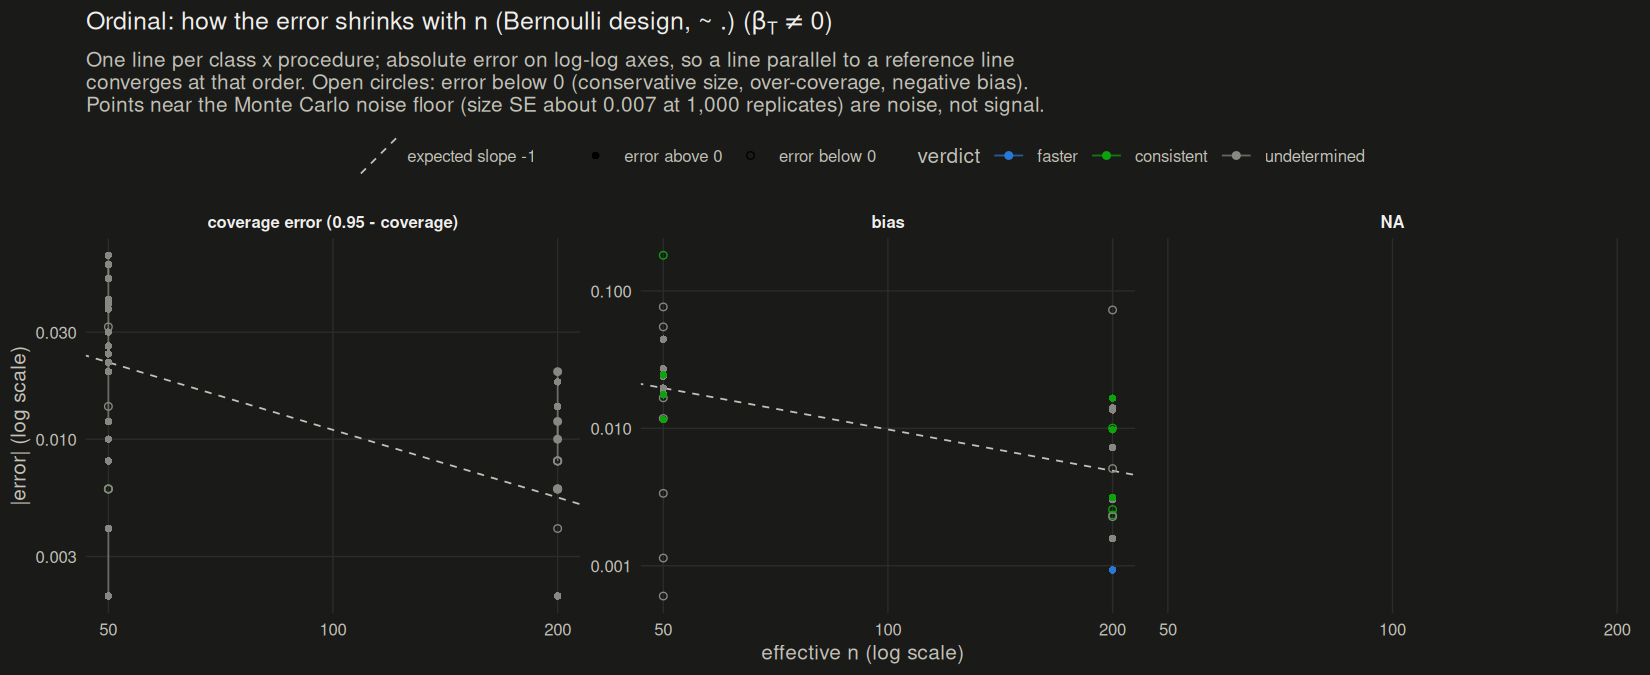 Ordinal: how the error shrinks with n (Bernoulli design, ~ .) (βT ≠ 0)
One line per class x procedure; absolute error on log-log axes, so a line parallel to a reference line
converges at that order. Open circles: error below 0 (conservative size, over-coverage, negative bias).
Points near the Monte Carlo noise floor (size SE about 0.007 at 1,000 replicates) are noise, not signal.
expected slope -1 error above 0 error below 0 verdict faster consistent undetermined
coverage error (0.95 - coverage)
bias
NA
|error| (log scale)
0.030
0.010
0.003
0.100
0.010
0.001
50 100 200
50 100 200
50 100 200
effective n (log scale)